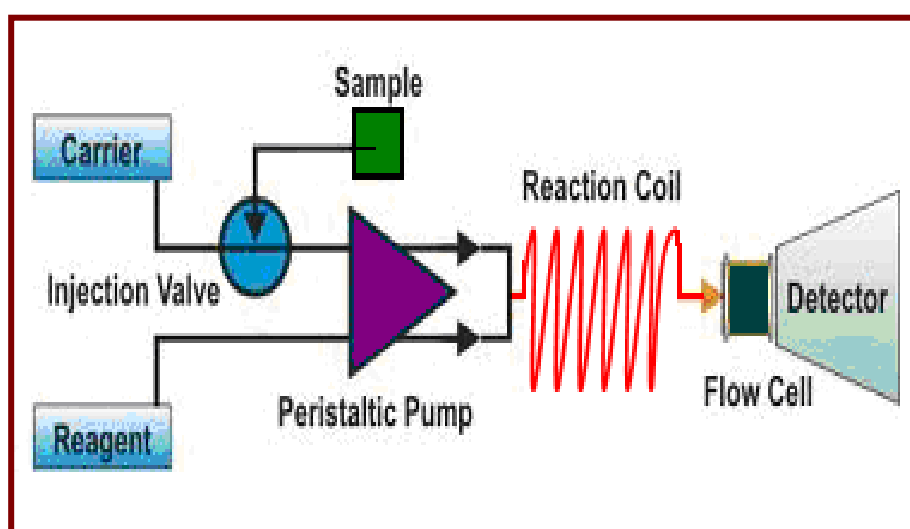 Sample
Carrier
Reaction Coil
Injection Valve
Detector
Flow Cell
Peristaltic Pump
Reagent